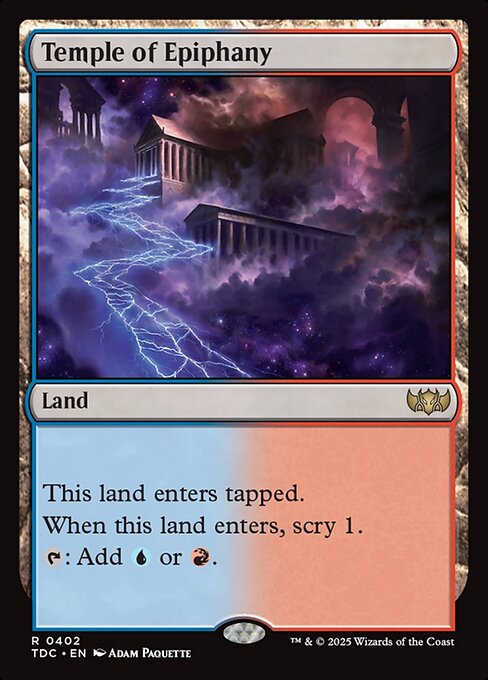 Temple of Epiphany
Land
This land enters tapped.
When this land enters, scry 1.
: Add or .
R 0402
TDC • EN Adam Paquette
™ & © 2025 Wizards of the Coast